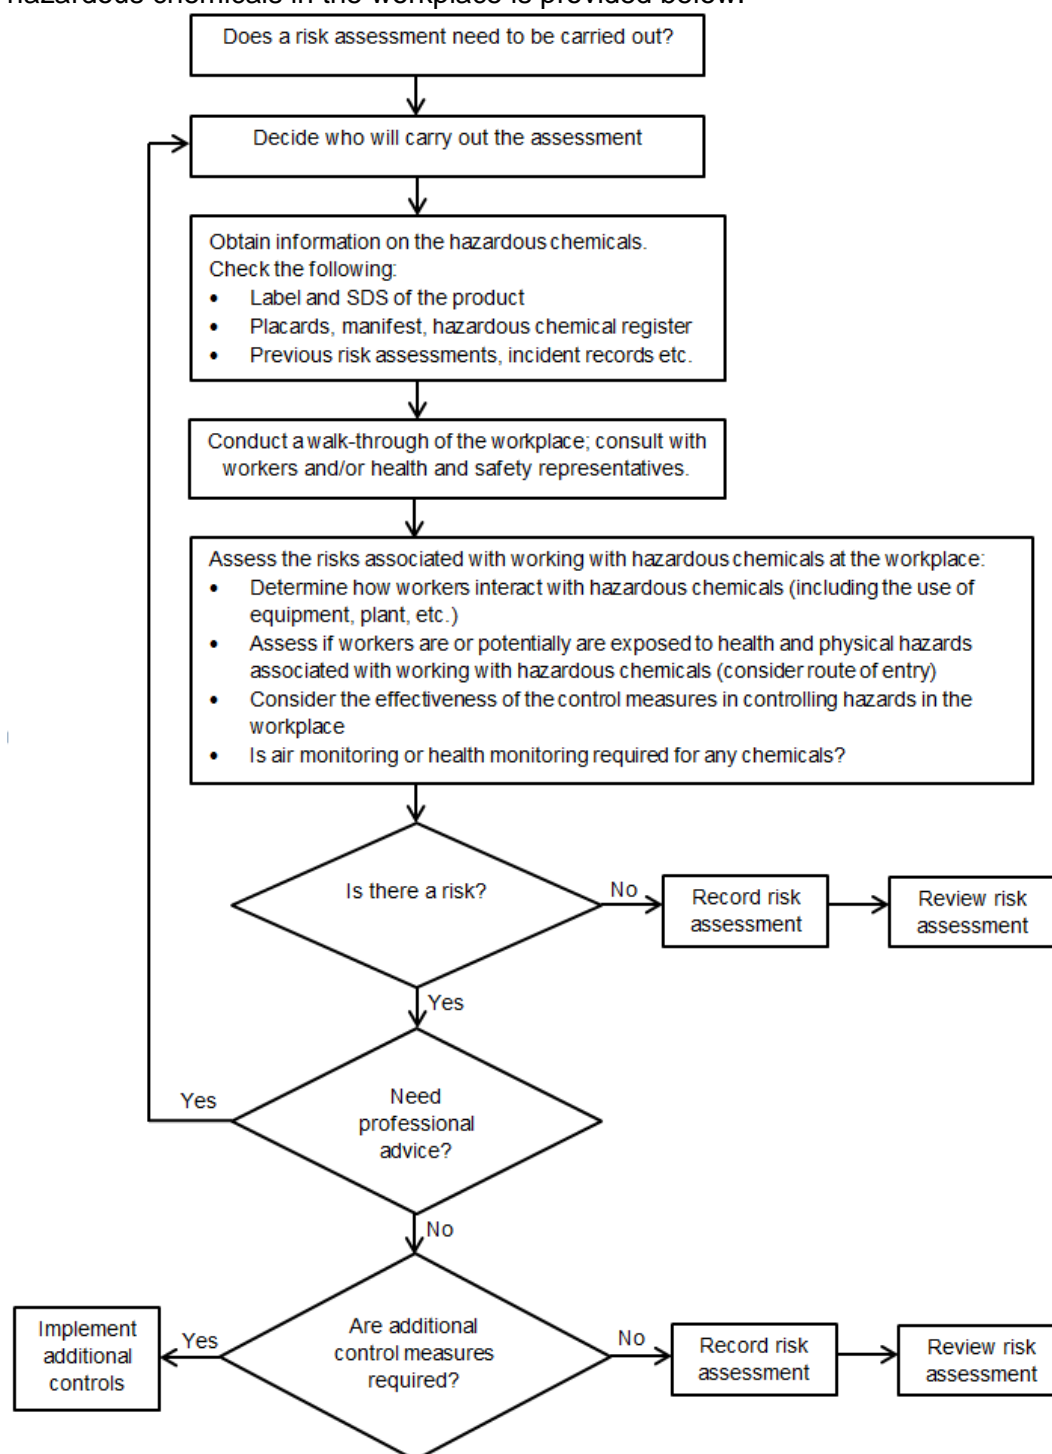 hazardous chemicals in the workplace is provided below.
Does a risk assessment need to be carried out?
Decide who will carry out the assessment
Obtain information on the hazardous chemicals.
Check the following:
• Label and SDS of the product
• Placards, manifest, hazardous chemical register
• Previous risk assessments, incident records etc.
Conduct a walk-through of the workplace; consult with
workers and/or health and safety representatives.
Assess the risks associated with working with hazardous chemicals at the workplace:
• Determine how workers interact with hazardous chemicals (including the use of
equipment, plant, etc.)
• Assess if workers are or potentially are exposed to health and physical hazards
associated with working with hazardous chemicals (consider route of entry)
• Consider the effectiveness of the control measures in controlling hazards in the
workplace
• Is air monitoring or health monitoring required for any chemicals?
Is there a risk?
No
Record risk
assessment
Review risk
assessment
Yes
Need
professional
advice?
Yes
No
Are additional
control measures
required?
Yes
Implement
additional
controls
No
Record risk
assessment
Review risk
assessment